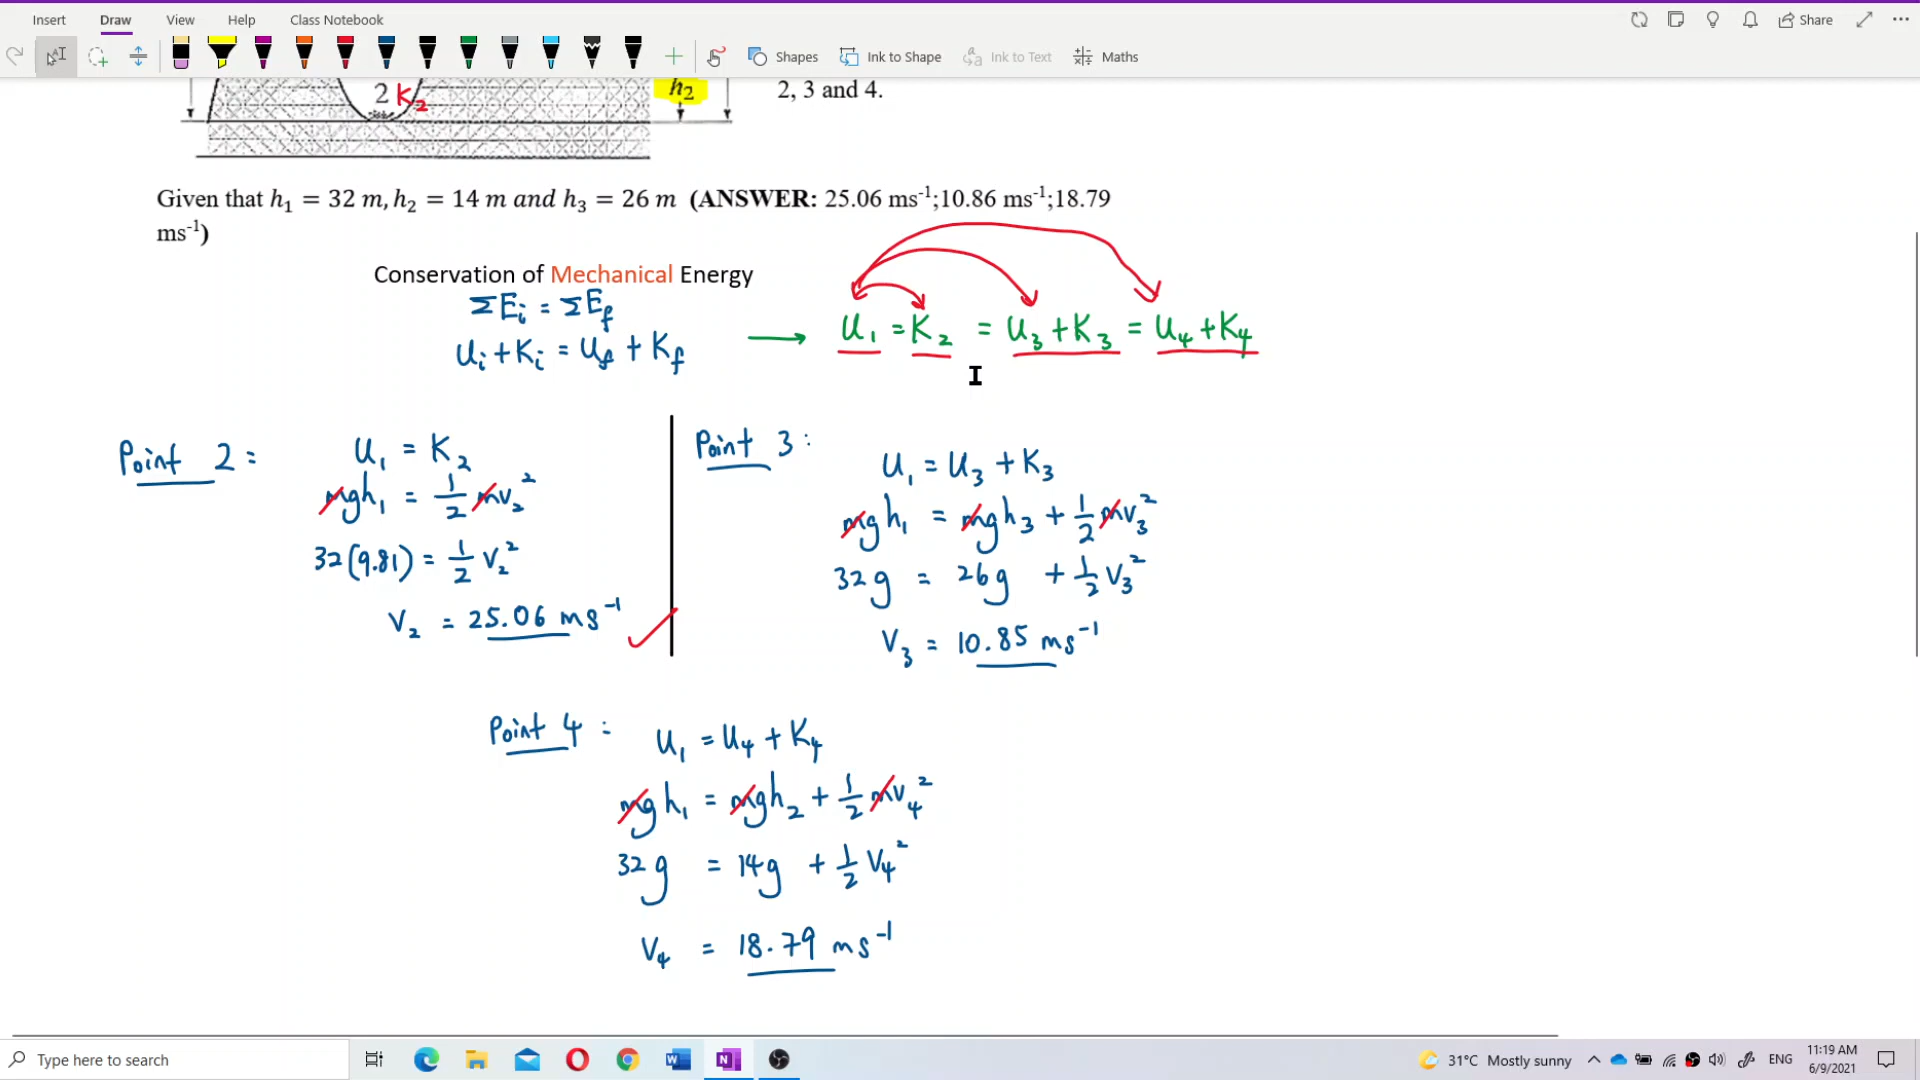 Insert Draw View Help Class Notebook Share
Shapes Ink to Shape Ink to Text Maths
2 K₂ h₂ 2, 3 and 4.
Given that h₁ = 32 m, h₂ = 14 m and h₃ = 26 m (ANSWER: 25.06 ms⁻¹;10.86 ms⁻¹;18.79
ms⁻¹)
Conservation of Mechanical Energy
ΣEᵢ = ΣE_f
Uᵢ + Kᵢ = U_f + K_f → U₁ = K₂ = U₃ + K₃ = U₄ + K₄
Point 2:
U₁ = K₂
mgh₁ = 1/2 mv₂²
32(9.81) = 1/2 v₂²
V₂ = 25.06 ms⁻¹
Point 3:
U₁ = U₃ + K₃
mgh₁ = mgh₃ + 1/2 mv₃²
32g = 26g + 1/2 v₃²
V₃ = 10.85 ms⁻¹
Point 4:
U₁ = U₄ + K₄
mgh₁ = mgh₂ + 1/2 mv₄²
32g = 14g + 1/2 V₄²
V₄ = 18.79 ms⁻¹
Type here to search
31°C Mostly sunny ENG 11:19 AM
6/9/2021